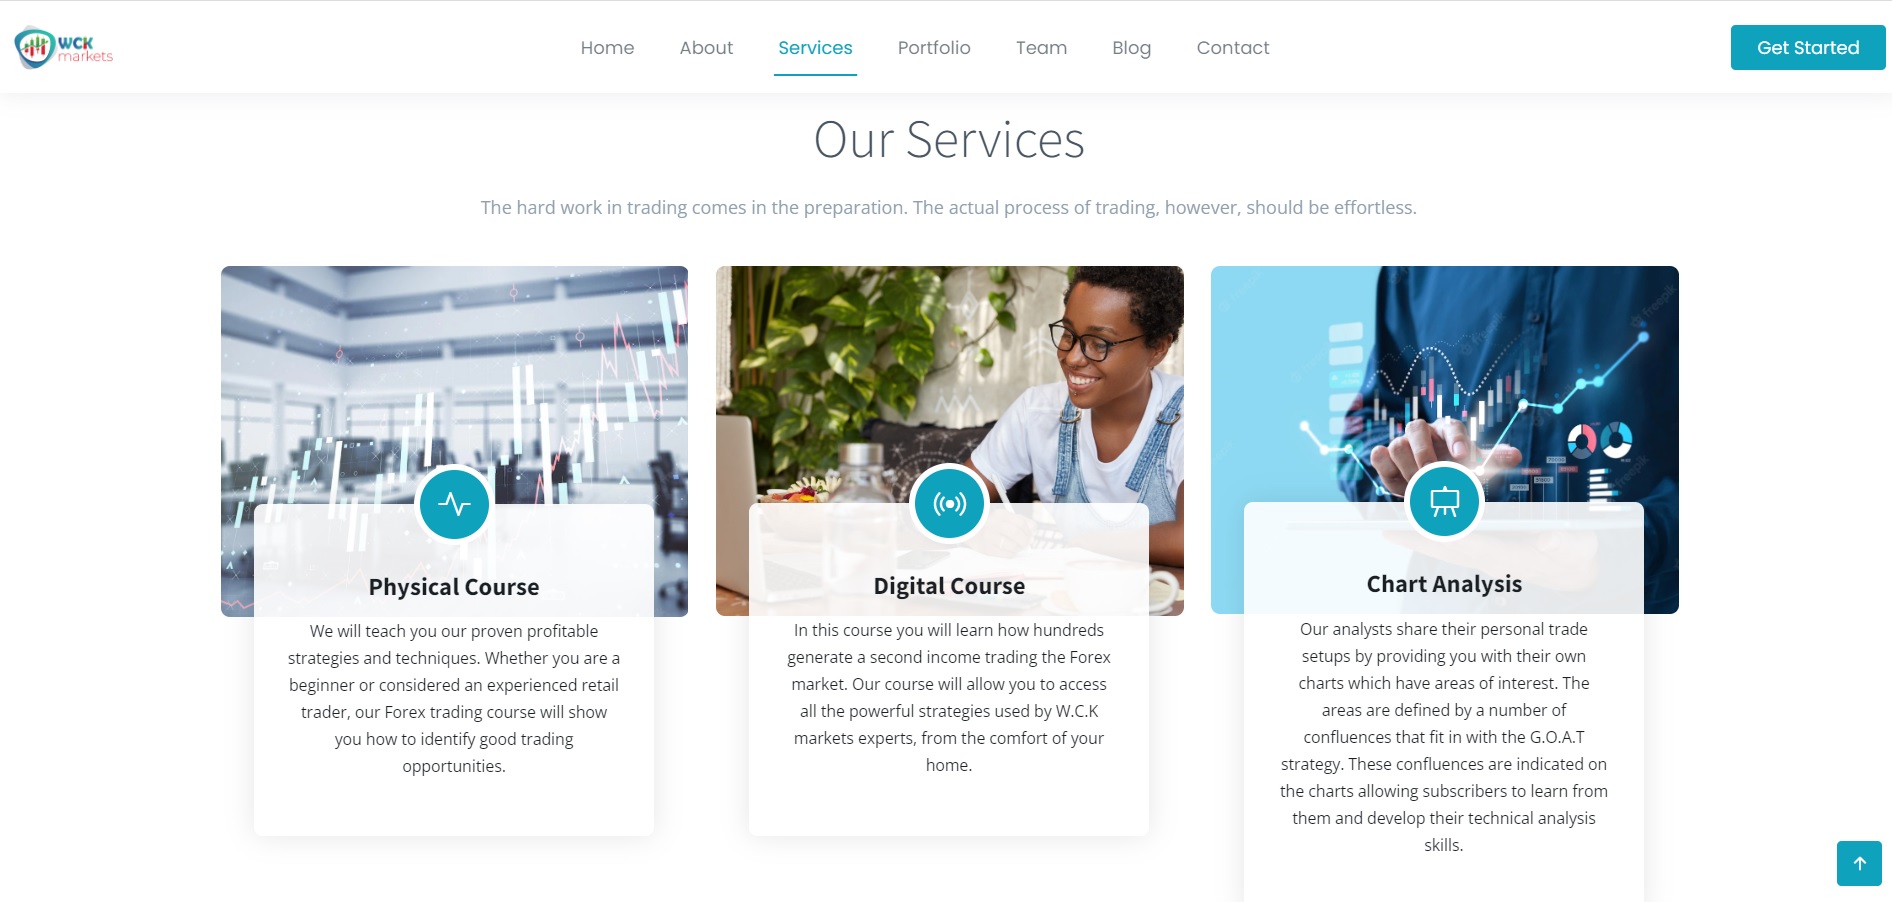 WCK
markets
Home About Services Portfolio Team Blog Contact
Get Started
Our Services
The hard work in trading comes in the preparation. The actual process of trading, however, should be effortless.
Physical Course
We will teach you our proven profitable
strategies and techniques. Whether you are a
beginner or considered an experienced retail
trader, our Forex trading course will show
you how to identify good trading
opportunities.
Digital Course
In this course you will learn how hundreds
generate a second income trading the Forex
market. Our course will allow you to access
all the powerful strategies used by W.C.K
markets experts, from the comfort of your
home.
freepik
freepik
freepik
Chart Analysis
Our analysts share their personal trade
setups by providing you with their own
charts which have areas of interest. The
areas are defined by a number of
confluences that fit in with the G.O.A.T
strategy. These confluences are indicated on
the charts allowing subscribers to learn from
them and develop their technical analysis
skills.